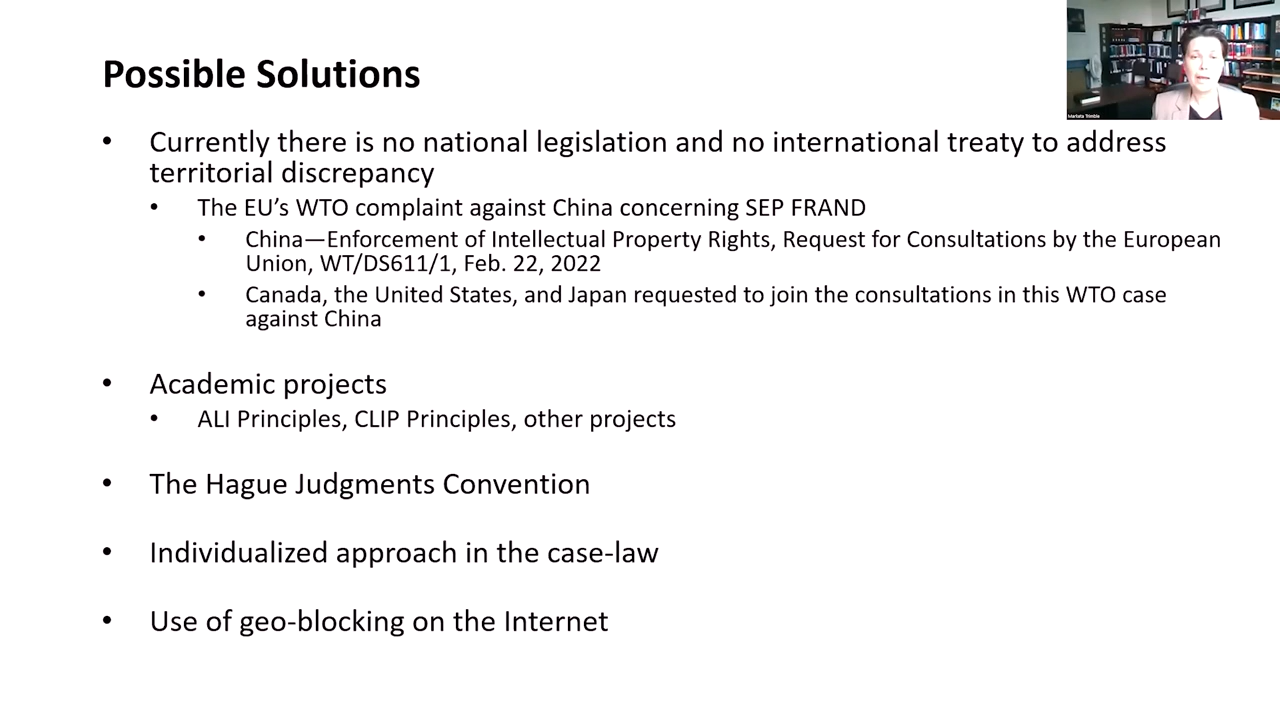 Possible Solutions
Marketa Trimble
• Currently there is no national legislation and no international treaty to address
territorial discrepancy
• The EU’s WTO complaint against China concerning SEP FRAND
• China—Enforcement of Intellectual Property Rights, Request for Consultations by the European
Union, WT/DS611/1, Feb. 22, 2022
• Canada, the United States, and Japan requested to join the consultations in this WTO case
against China
• Academic projects
• ALI Principles, CLIP Principles, other projects
• The Hague Judgments Convention
• Individualized approach in the case-law
• Use of geo-blocking on the Internet